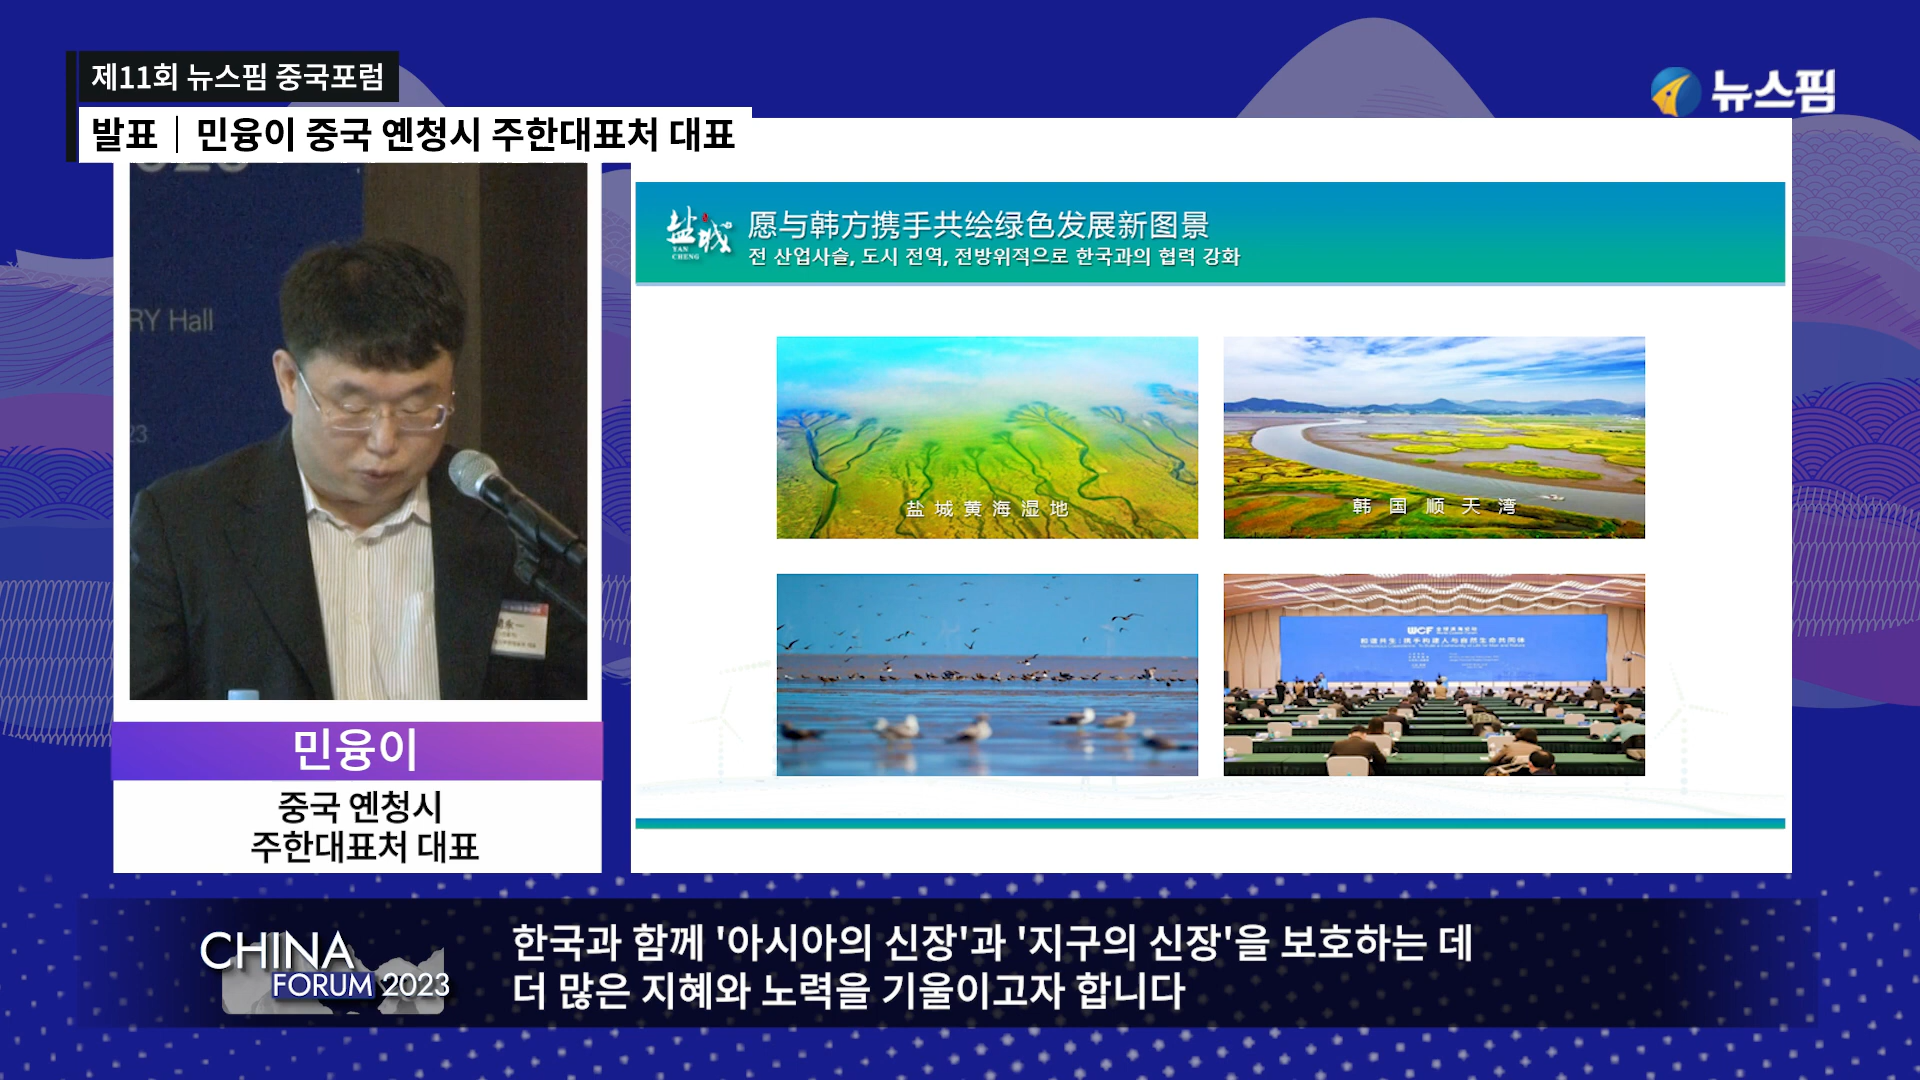 제11회 뉴스핌 중국포럼
발표│민융이 중국 옌청시 주한대표처 대표
뉴스핌
RY Hall
23
민융이
중국 옌청시
주한대표처 대표
盐城
YAN
CHENG
愿与韩方携手共绘绿色发展新图景
전 산업사슬, 도시 전역, 전방위적으로 한국과의 협력 강화
盐城黄海湿地
韩国顺天湾
WCF
CHINA
FORUM 2023
한국과 함께 '아시아의 신장'과 '지구의 신장'을 보호하는 데
더 많은 지혜와 노력을 기울이고자 합니다